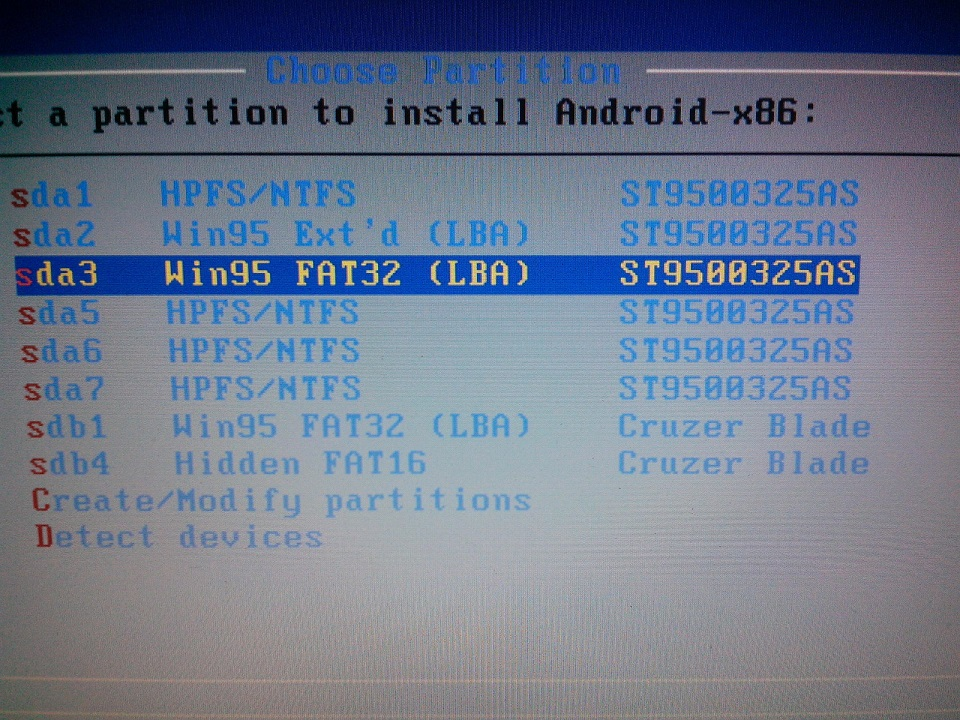 Choose Partition
ct a partition to install Android-x86:
sda1 HPFS/NTFS ST9500325AS
sda2 Win95 Ext'd (LBA) ST9500325AS
sda3 Win95 FAT32 (LBA) ST9500325AS
sda5 HPFS/NTFS ST9500325AS
sda6 HPFS/NTFS ST9500325AS
sda7 HPFS/NTFS ST9500325AS
sdb1 Win95 FAT32 (LBA) Cruzer Blade
sdb4 Hidden FAT16 Cruzer Blade
Create/Modify partitions
Detect devices